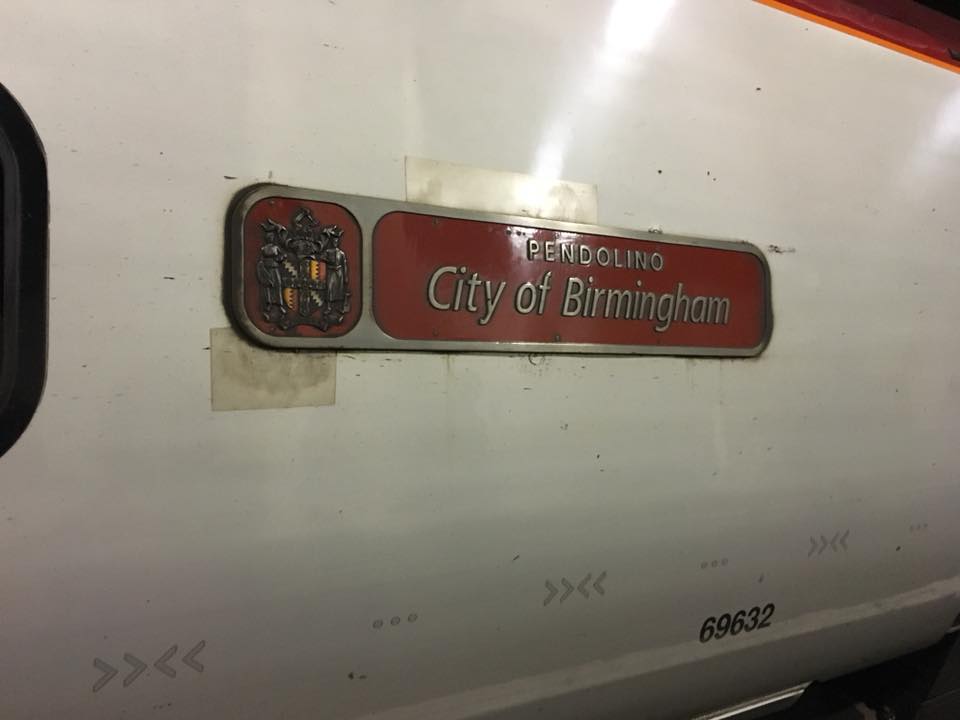 PENDOLINO
City of Birmingham
69632